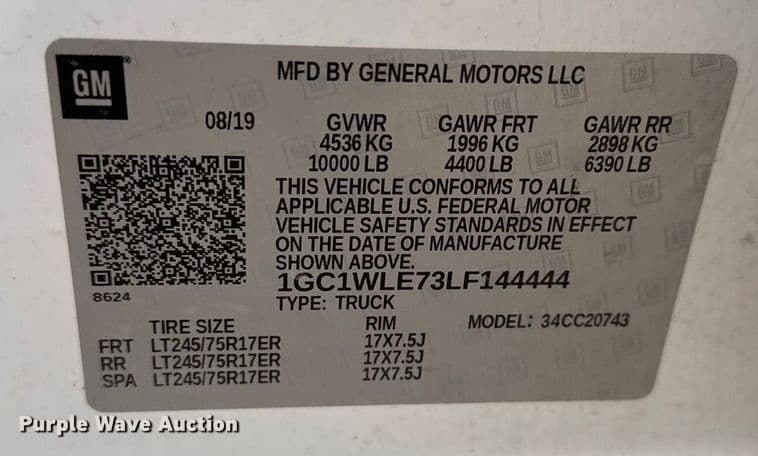 GM
MFD BY GENERAL MOTORS LLC
08/19 GVWR GAWR FRT GAWR RR
4536 KG 1996 KG 2898 KG
10000 LB 4400 LB 6390 LB
THIS VEHICLE CONFORMS TO ALL
APPLICABLE U.S. FEDERAL MOTOR
VEHICLE SAFETY STANDARDS IN EFFECT
ON THE DATE OF MANUFACTURE
SHOWN ABOVE.
1GC1WLE73LF144444
8624
TYPE: TRUCK
TIRE SIZE RIM MODEL: 34CC20743
FRT LT245/75R17ER 17X7.5J
RR LT245/75R17ER 17X7.5J
SPA LT245/75R17ER 17X7.5J
Purple Wave Auction